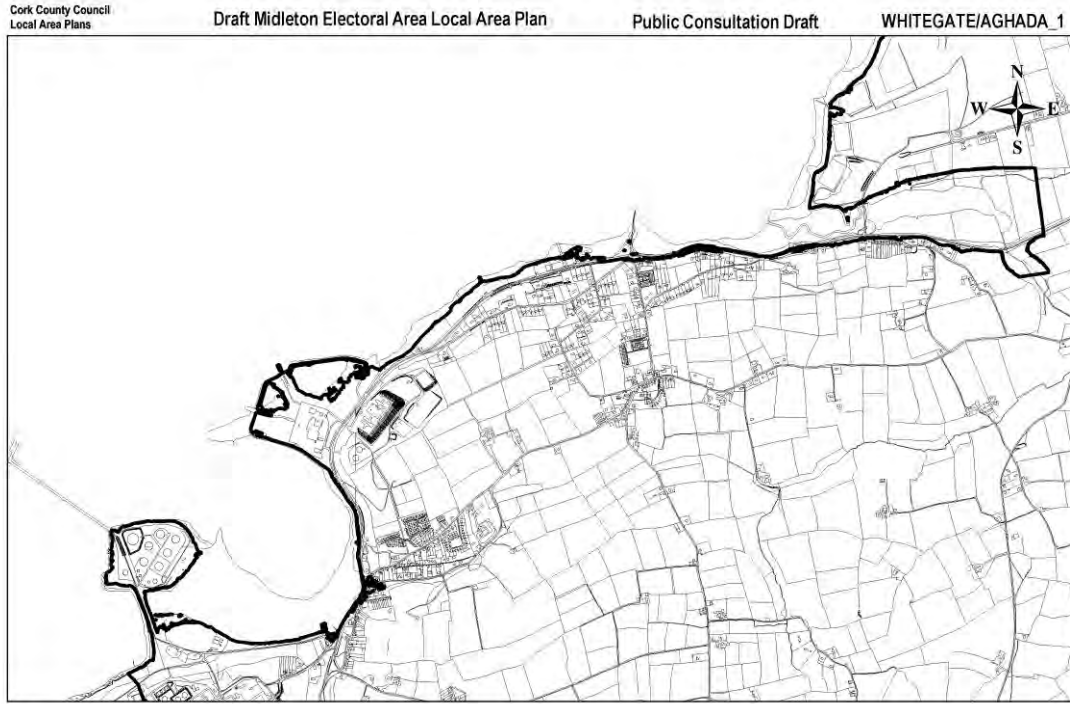 Cork County Council
Local Area Plans
Draft Midleton Electoral Area Local Area Plan
Public Consultation Draft
WHITEGATE/AGHADA_1
N
W E
S